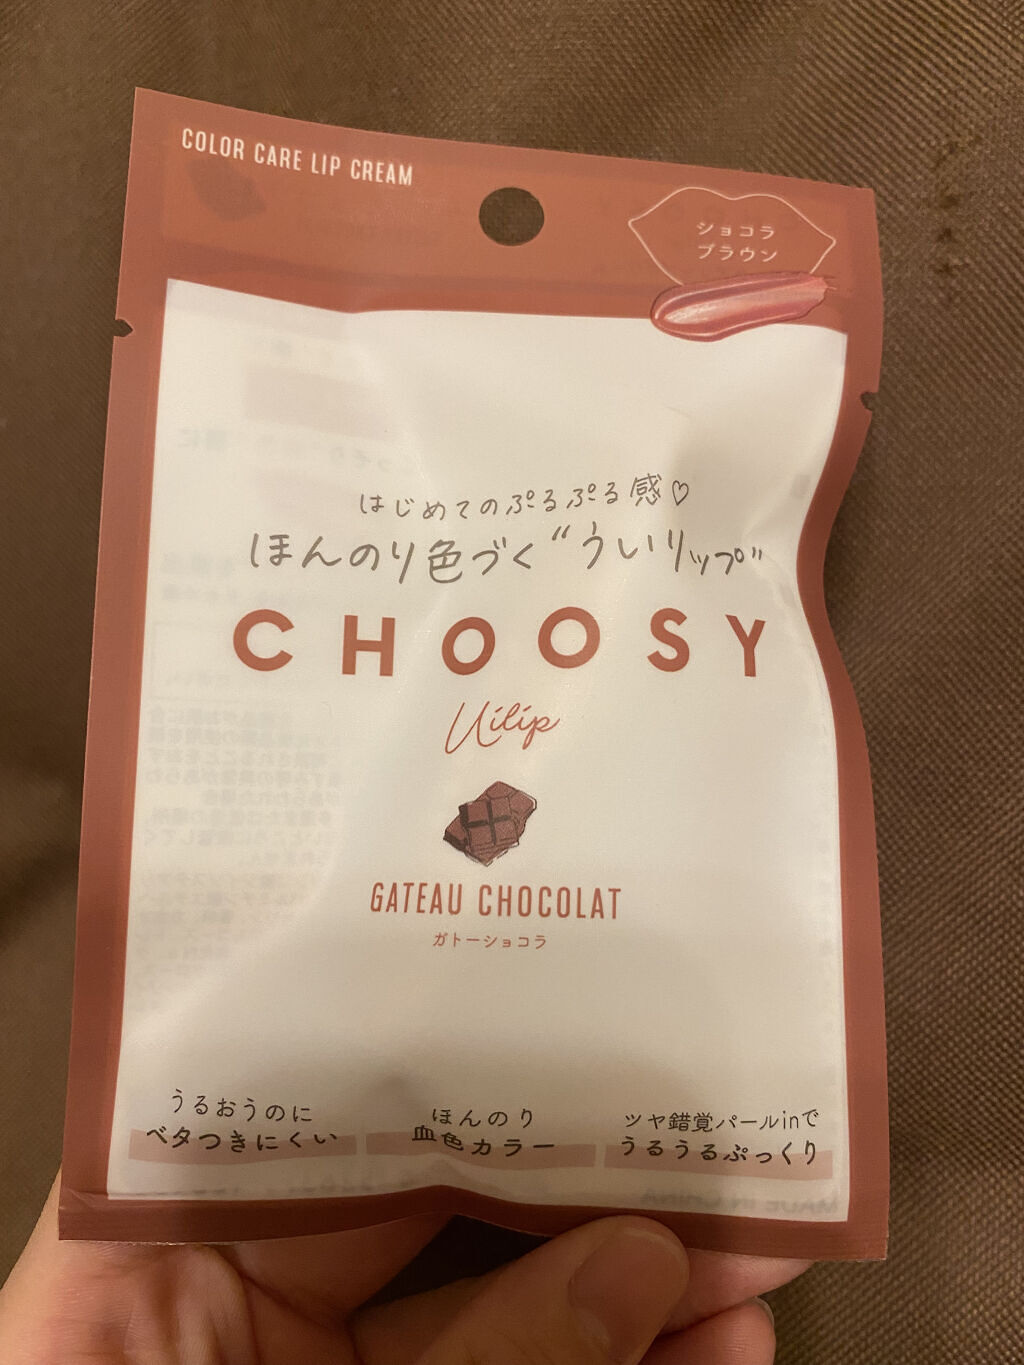 COLOR CARE LIP CREAM
ショコラ
ブラウン
はじめてのぷるぷる感♡
ほんのり色づく“ういリップ”
CHOOSY
Uilip
GATEAU CHOCOLAT
ガトーショコラ
うるおうのに
ベタつきにくい
ほんのり
血色カラー
ツヤ錯覚パールinで
うるうるぷっくり
MADE IN CHINA